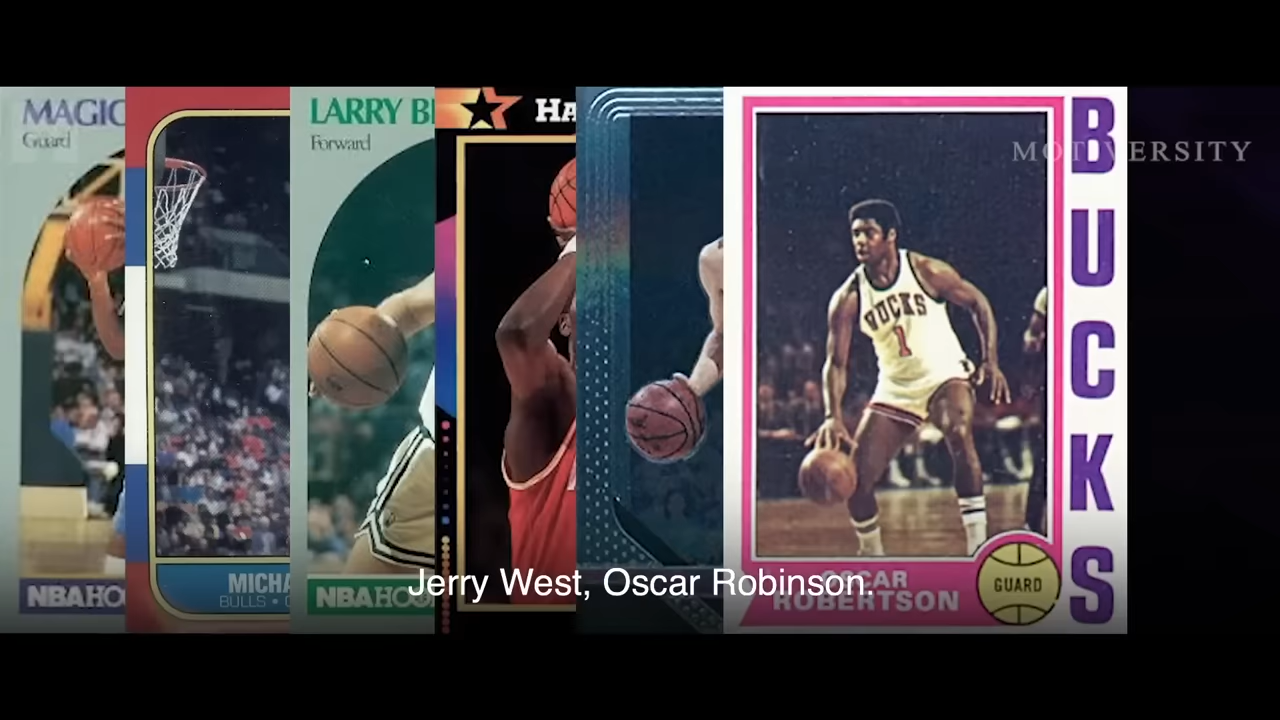 MAGIC
Guard
NBA HOO
MICHA
BULLS •
LARRY B
Forward
NBA HOO
HA
BUCKS
MOTIVERSITY
BUCKS
1
GUARD
OSCAR
ROBERTSON
Jerry West, Oscar Robinson.